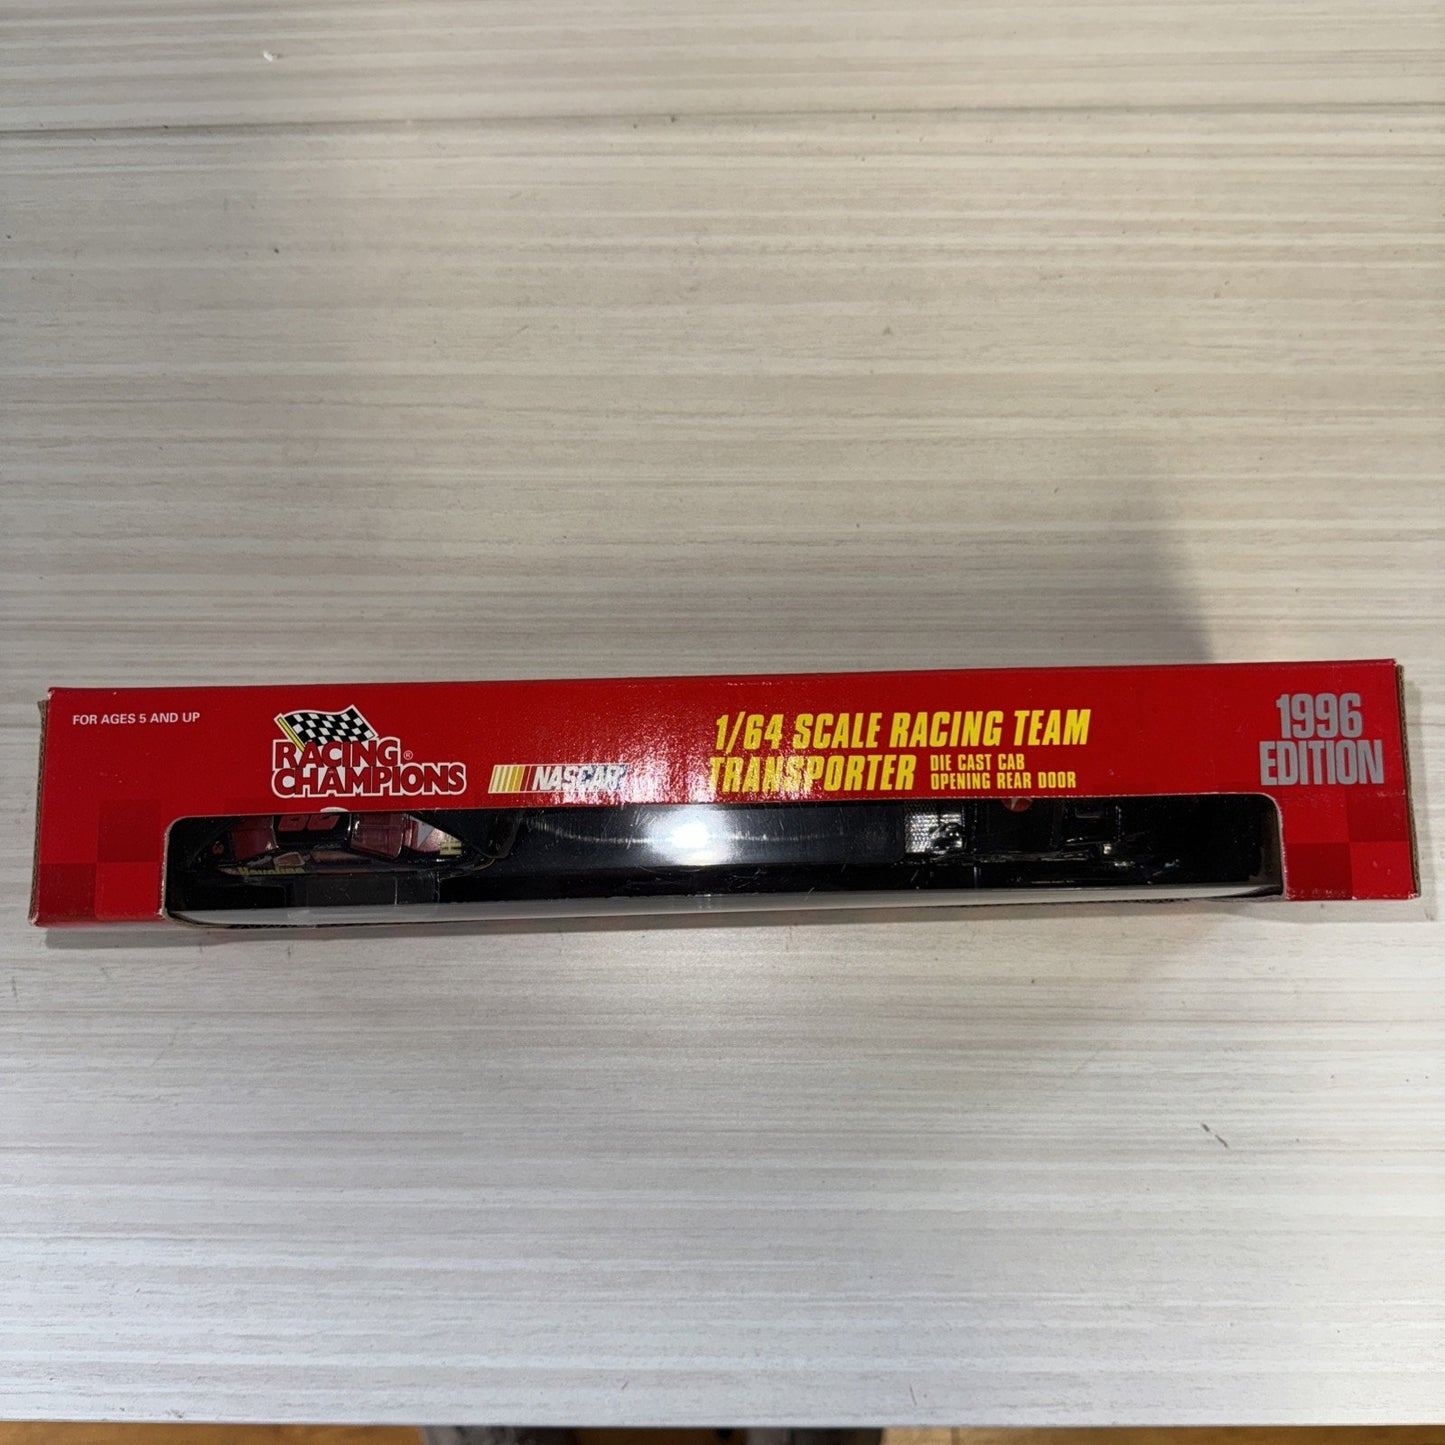 FOR AGES 5 AND UP
RACING®
CHAMPIONS
NASCAR
1/64 SCALE RACING TEAM
TRANSPORTER
DIE CAST CAB
OPENING REAR DOOR
1996
EDITION
Havoline